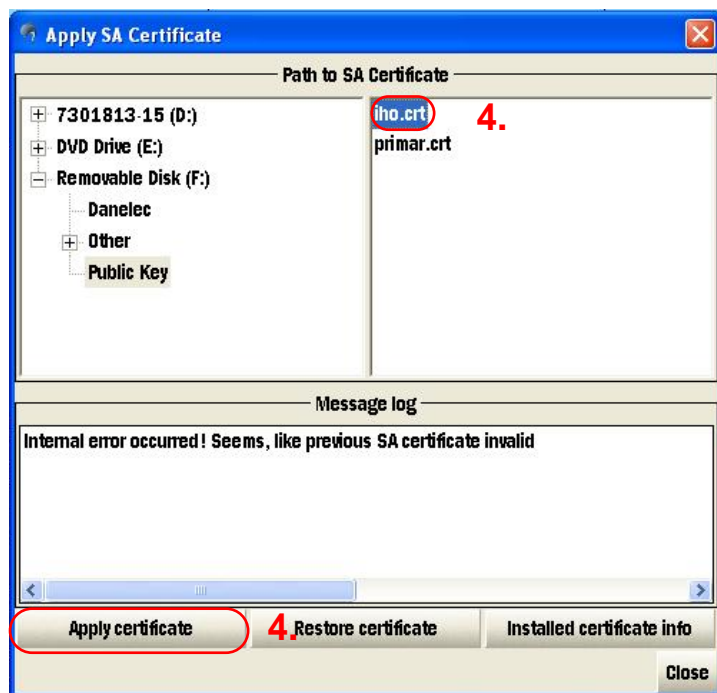 Apply SA Certificate
Path to SA Certificate
7301813-15 (D:)
DVD Drive (E:)
Removable Disk (F:)
Danelec
Other
Public Key
iho.crt
4.
primar.crt
Message log
Internal error occurred! Seems, like previous SA certificate invalid
Apply certificate
4.
Restore certificate
Installed certificate info
Close